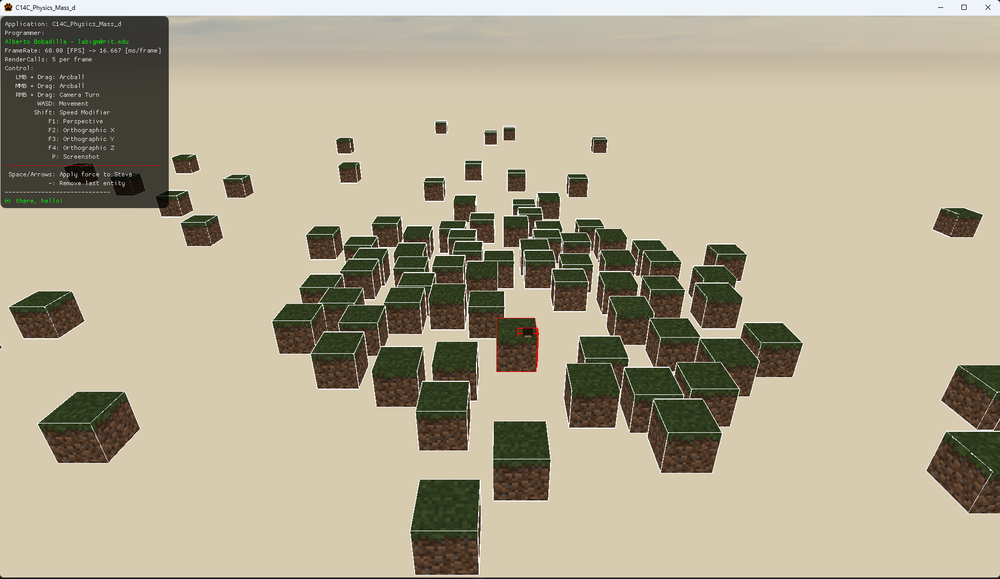 C14C_Physics_Mass_d
Application: C14C_Physics_Mass_d
Programmer:
Alberto Bobadilla - labigm@rit.edu
FrameRate: 60.00 [FPS] -> 16.667 [ms/frame]
RenderCalls: 5 per frame
Control:
LMB + Drag: Arcball
MMB + Drag: Arcball
RMB + Drag: Camera Turn
WASD: Movement
Shift: Speed Modifier
F1: Perspective
F2: Orthographic X
F3: Orthographic Y
F4: Orthographic Z
P: Screenshot
-------------------------------------------
Space/Arrows: Apply force to Steve
-: Remove last entity
-----------------------------
Hi there, hello!